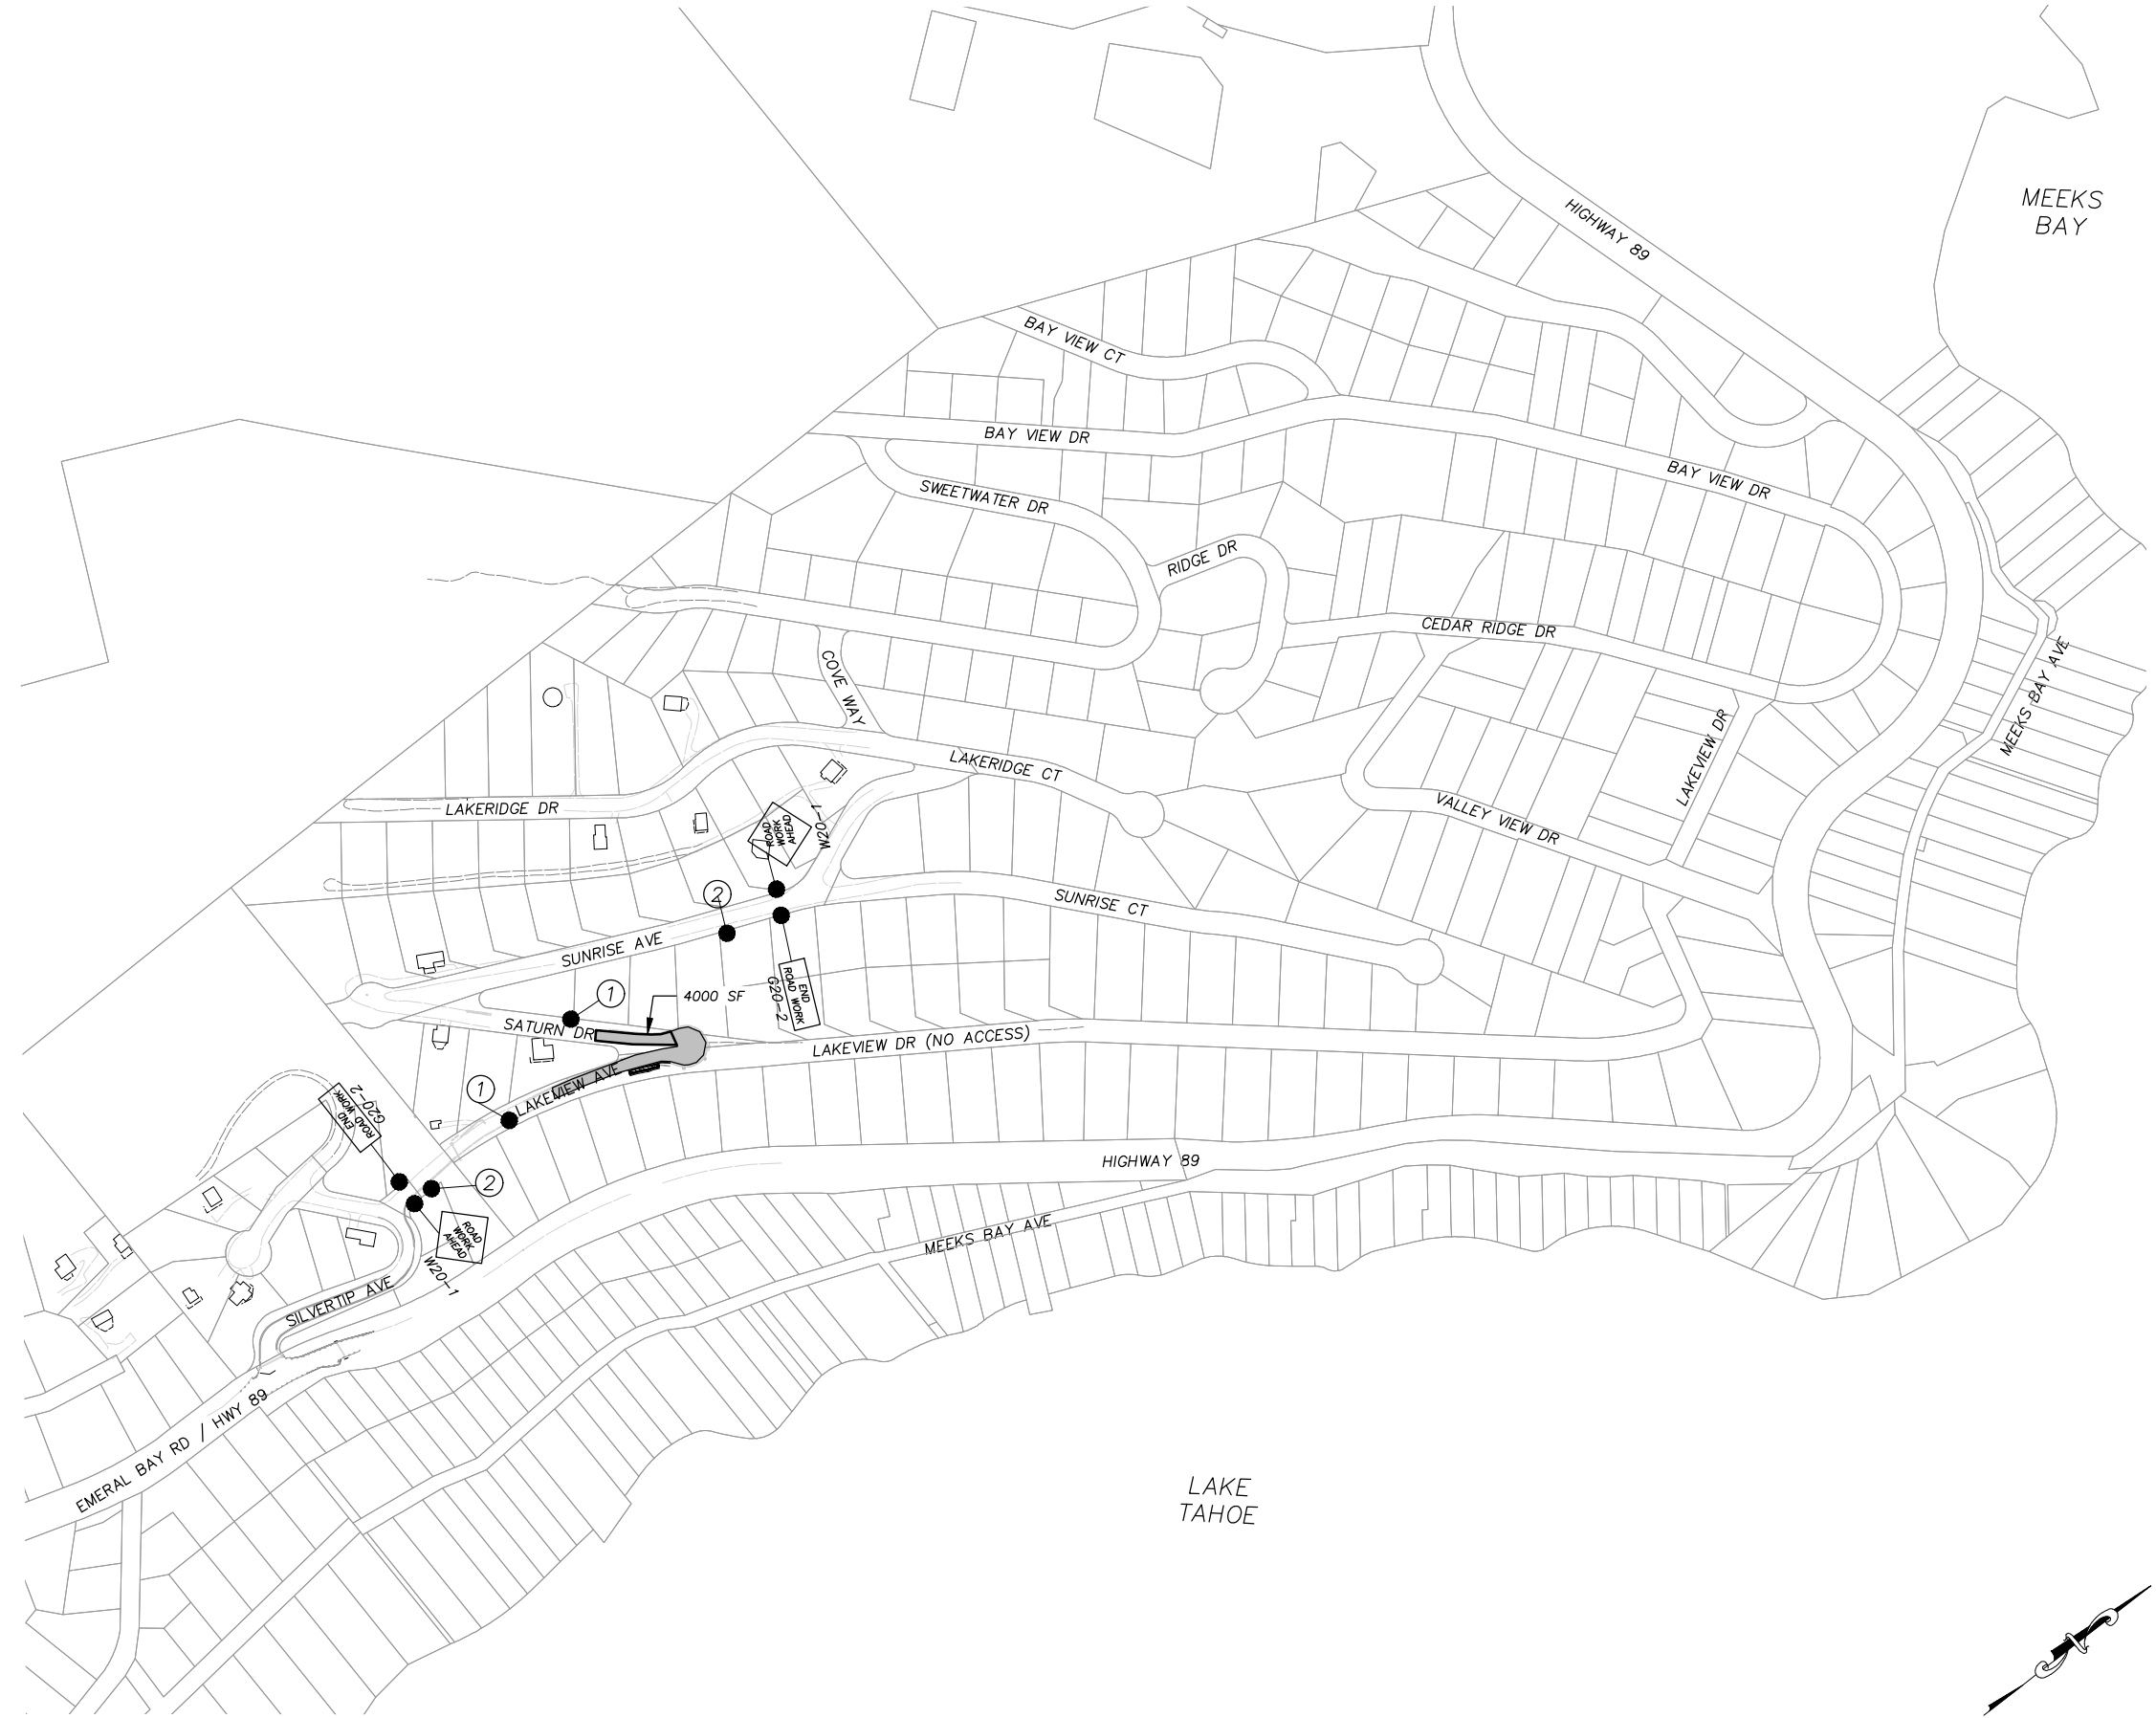 MEEKS
BAY
HIGHWAY 89
BAY VIEW CT
BAY VIEW DR
BAY VIEW DR
SWEETWATER DR
RIDGE DR
CEDAR RIDGE DR
COVE WAY
MEEKS BAY AVE
LAKERIDGE CT
LAKEVIEW DR
LAKERIDGE DR
VALLEY VIEW DR
ROAD
WORK
AHEAD
W20-1
2
SUNRISE CT
SUNRISE AVE
1
4000 SF
END
ROAD WORK
G20-2
SATURN DR
LAKEVIEW DR (NO ACCESS)
LAKEVIEW AVE
1
END
ROAD WORK
G20-2
HIGHWAY 89
2
ROAD
WORK
AHEAD
W20-1
MEEKS BAY AVE
SILVERTIP AVE
EMERAL BAY RD / HWY 89
LAKE
TAHOE
N